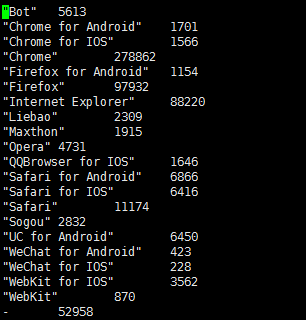 "Bot" 5613
"Chrome for Android" 1701
"Chrome for IOS" 1566
"Chrome" 278862
"Firefox for Android" 1154
"Firefox" 97932
"Internet Explorer" 88220
"Liebao" 2309
"Maxthon" 1915
"Opera" 4731
"QQBrowser for IOS" 1646
"Safari for Android" 6866
"Safari for IOS" 6416
"Safari" 11174
"Sogou" 2832
"UC for Android" 6450
"WeChat for Android" 423
"WeChat for IOS" 228
"WebKit for IOS" 3562
"WebKit" 870
- 52958